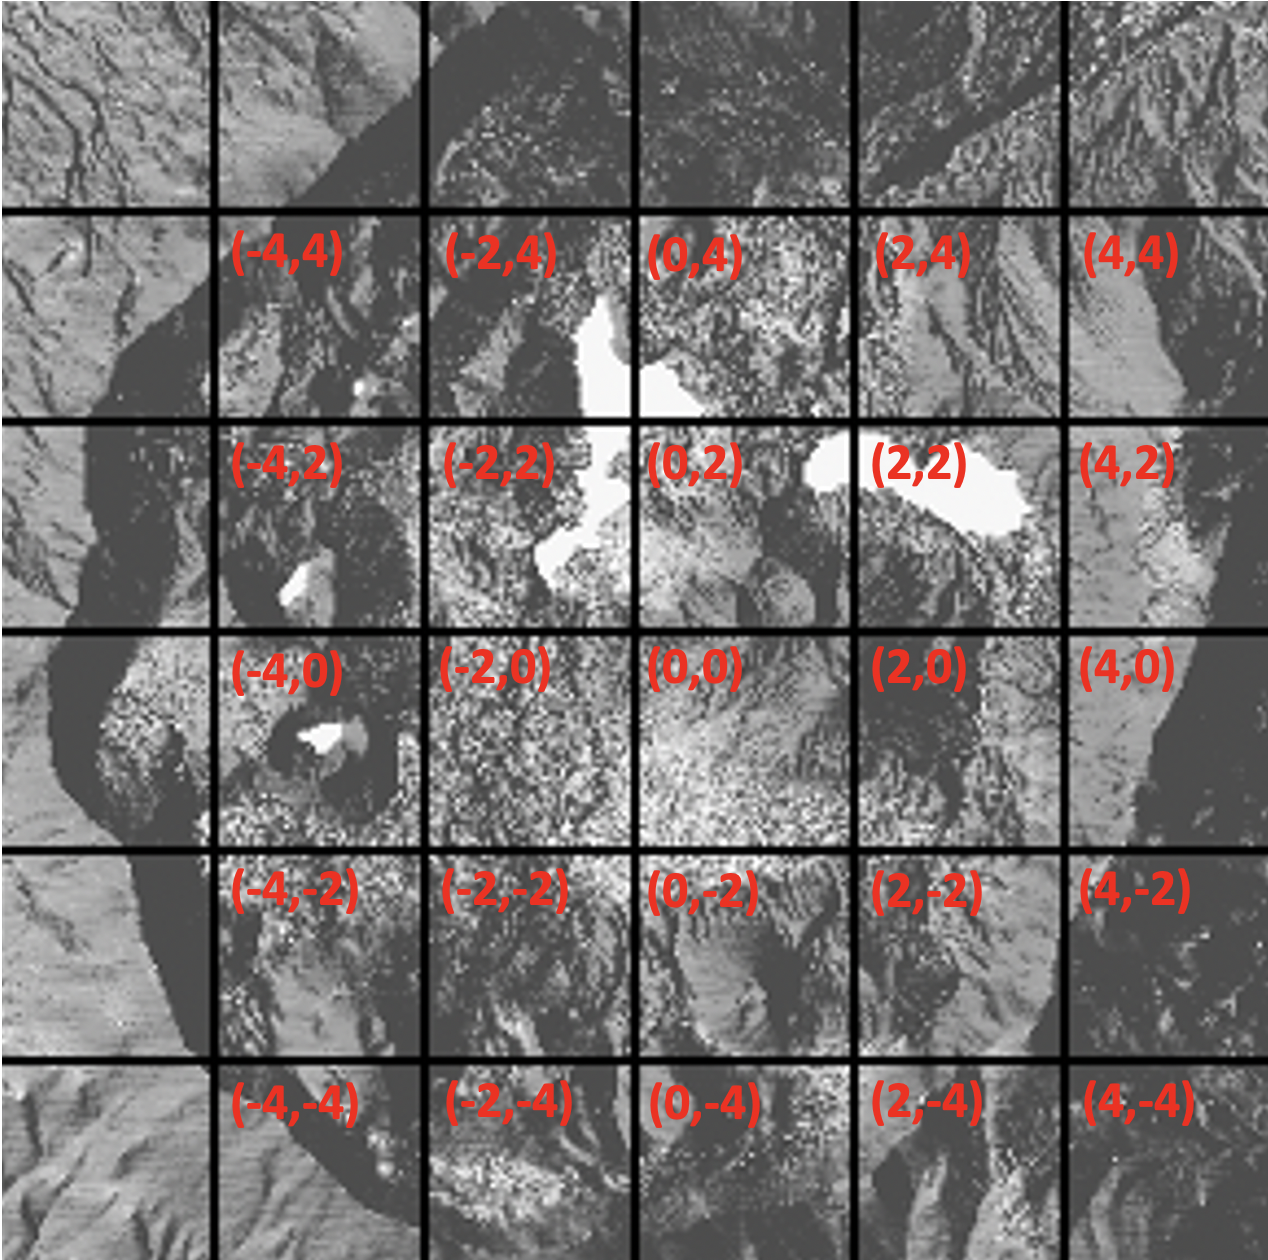 (-4,4) (-2,4) (0,4) (2,4) (4,4)
(-4,2) (-2,2) (0,2) (2,2) (4,2)
(-4,0) (-2,0) (0,0) (2,0) (4,0)
(-4,-2) (-2,-2) (0,-2) (2,-2) (4,-2)
(-4,-4) (-2,-4) (0,-4) (2,-4) (4,-4)